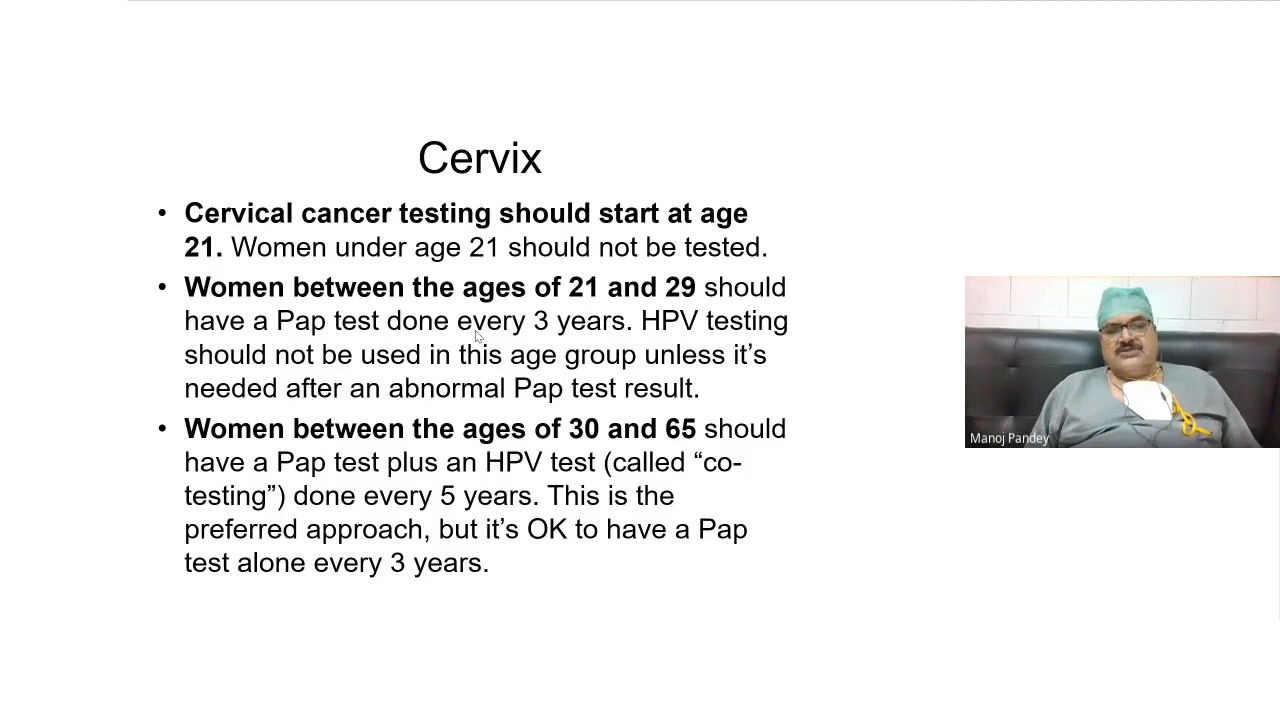 Cervix
• Cervical cancer testing should start at age
21. Women under age 21 should not be tested.
• Women between the ages of 21 and 29 should
have a Pap test done every 3 years. HPV testing
should not be used in this age group unless it’s
needed after an abnormal Pap test result.
• Women between the ages of 30 and 65 should
have a Pap test plus an HPV test (called “co-
testing”) done every 5 years. This is the
preferred approach, but it’s OK to have a Pap
test alone every 3 years.
Manoj Pandey